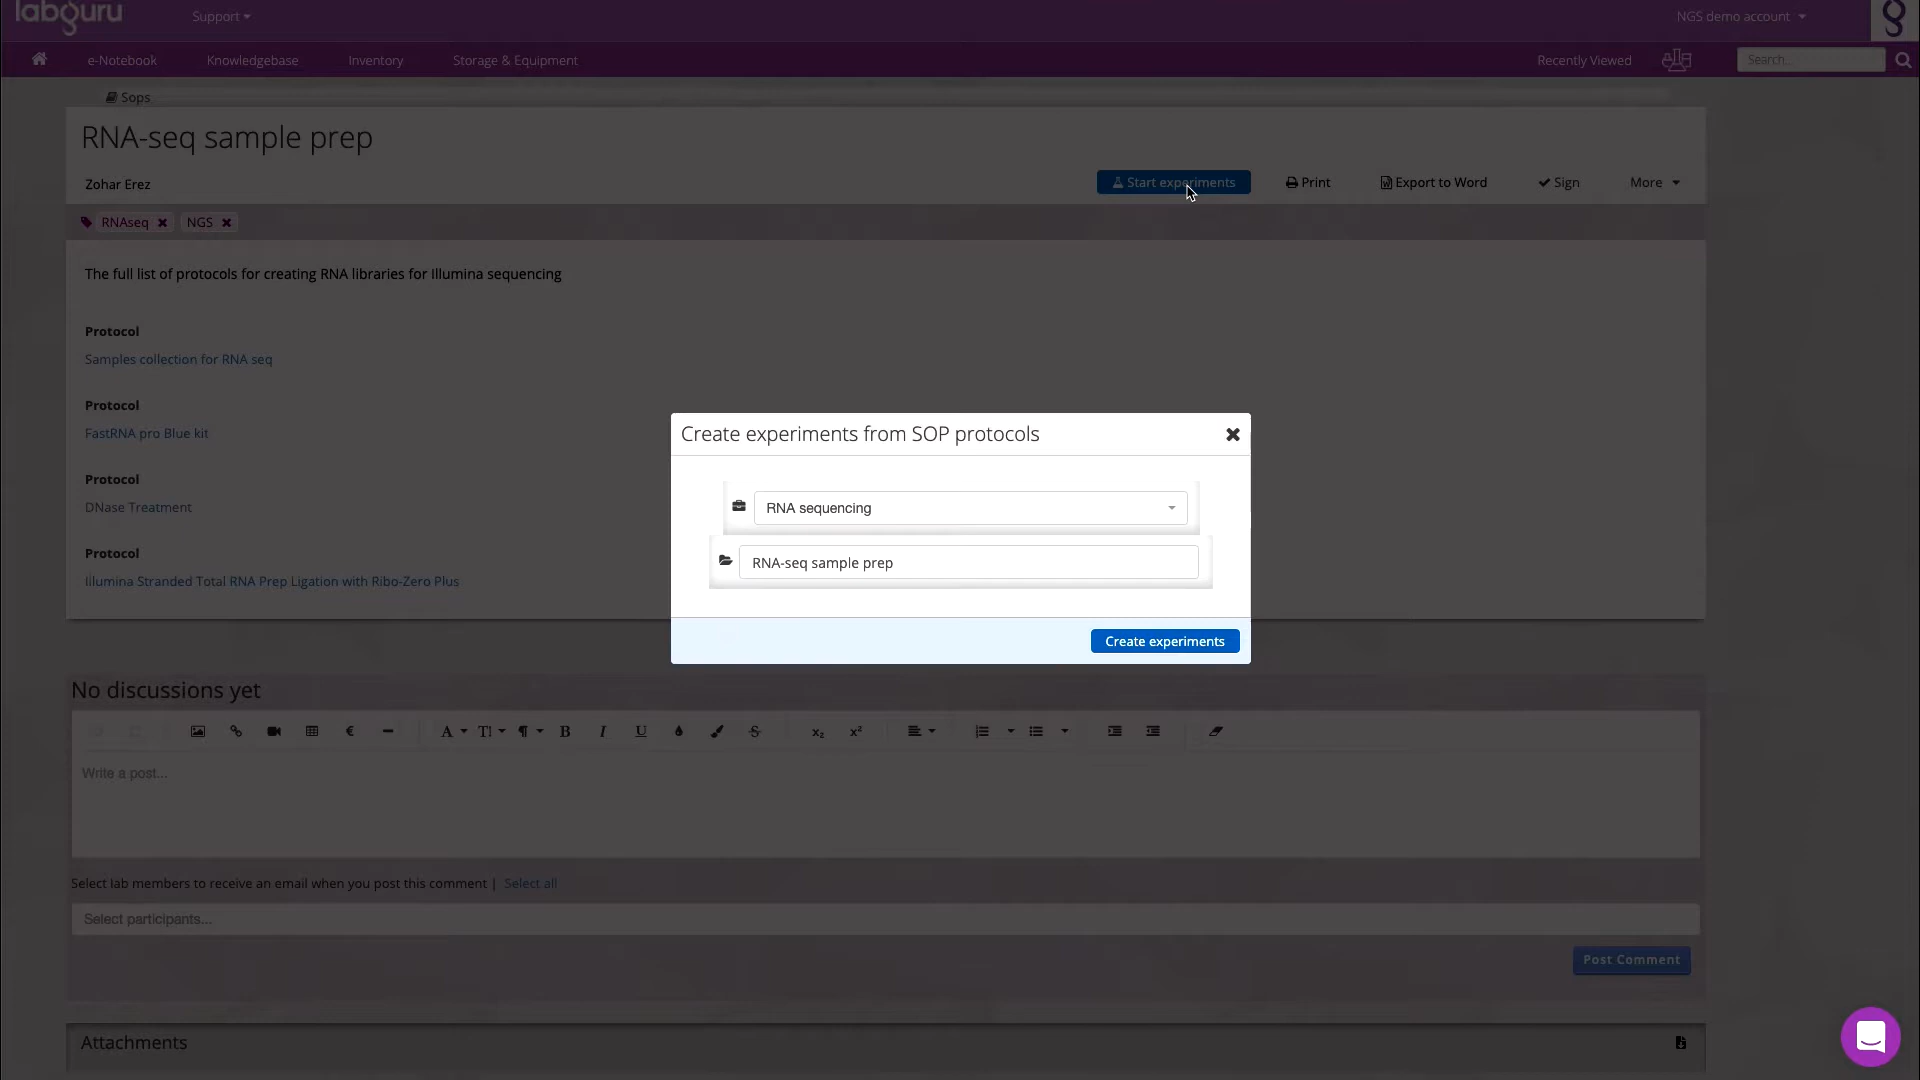 labguru
Support
NGS demo account
e-Notebook Knowledgebase Inventory Storage & Equipment Recently Viewed Search...
Sops
RNA-seq sample prep
Zohar Erez
Start experiments Print Export to Word Sign More
RNAseq NGS
The full list of protocols for creating RNA libraries for Illumina sequencing
Protocol
Samples collection for RNA seq
Protocol
FastRNA pro Blue kit
Protocol
DNase Treatment
Protocol
Illumina Stranded Total RNA Prep Ligation with Ribo-Zero Plus
Create experiments from SOP protocols
RNA sequencing
RNA-seq sample prep
Create experiments
No discussions yet
Write a post...
Select lab members to receive an email when you post this comment | Select all
Select participants...
Post Comment
Attachments